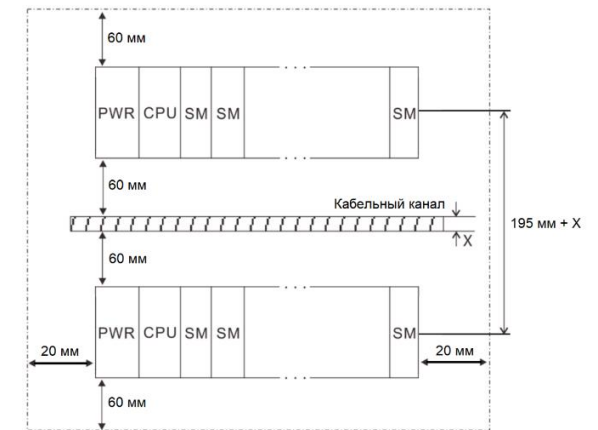 60 мм
PWR CPU SM SM ... SM
60 мм
Кабельный канал
195 мм + X
X
60 мм
PWR CPU SM SM ... SM
20 мм
20 мм
60 мм